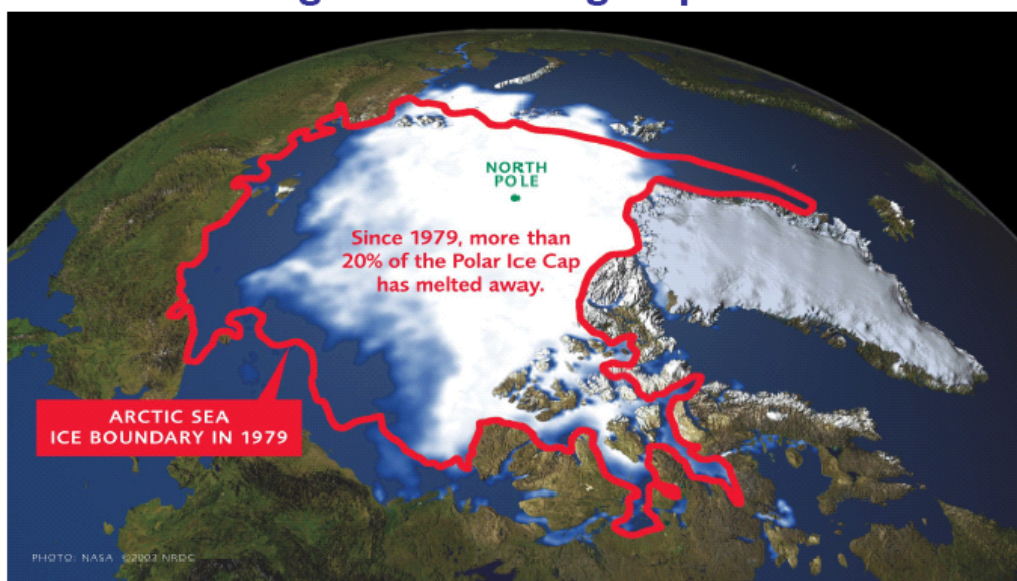 NORTH
POLE
Since 1979, more than
20% of the Polar Ice Cap
has melted away.
ARCTIC SEA
ICE BOUNDARY IN 1979
PHOTO: NASA ©2003 NRDC